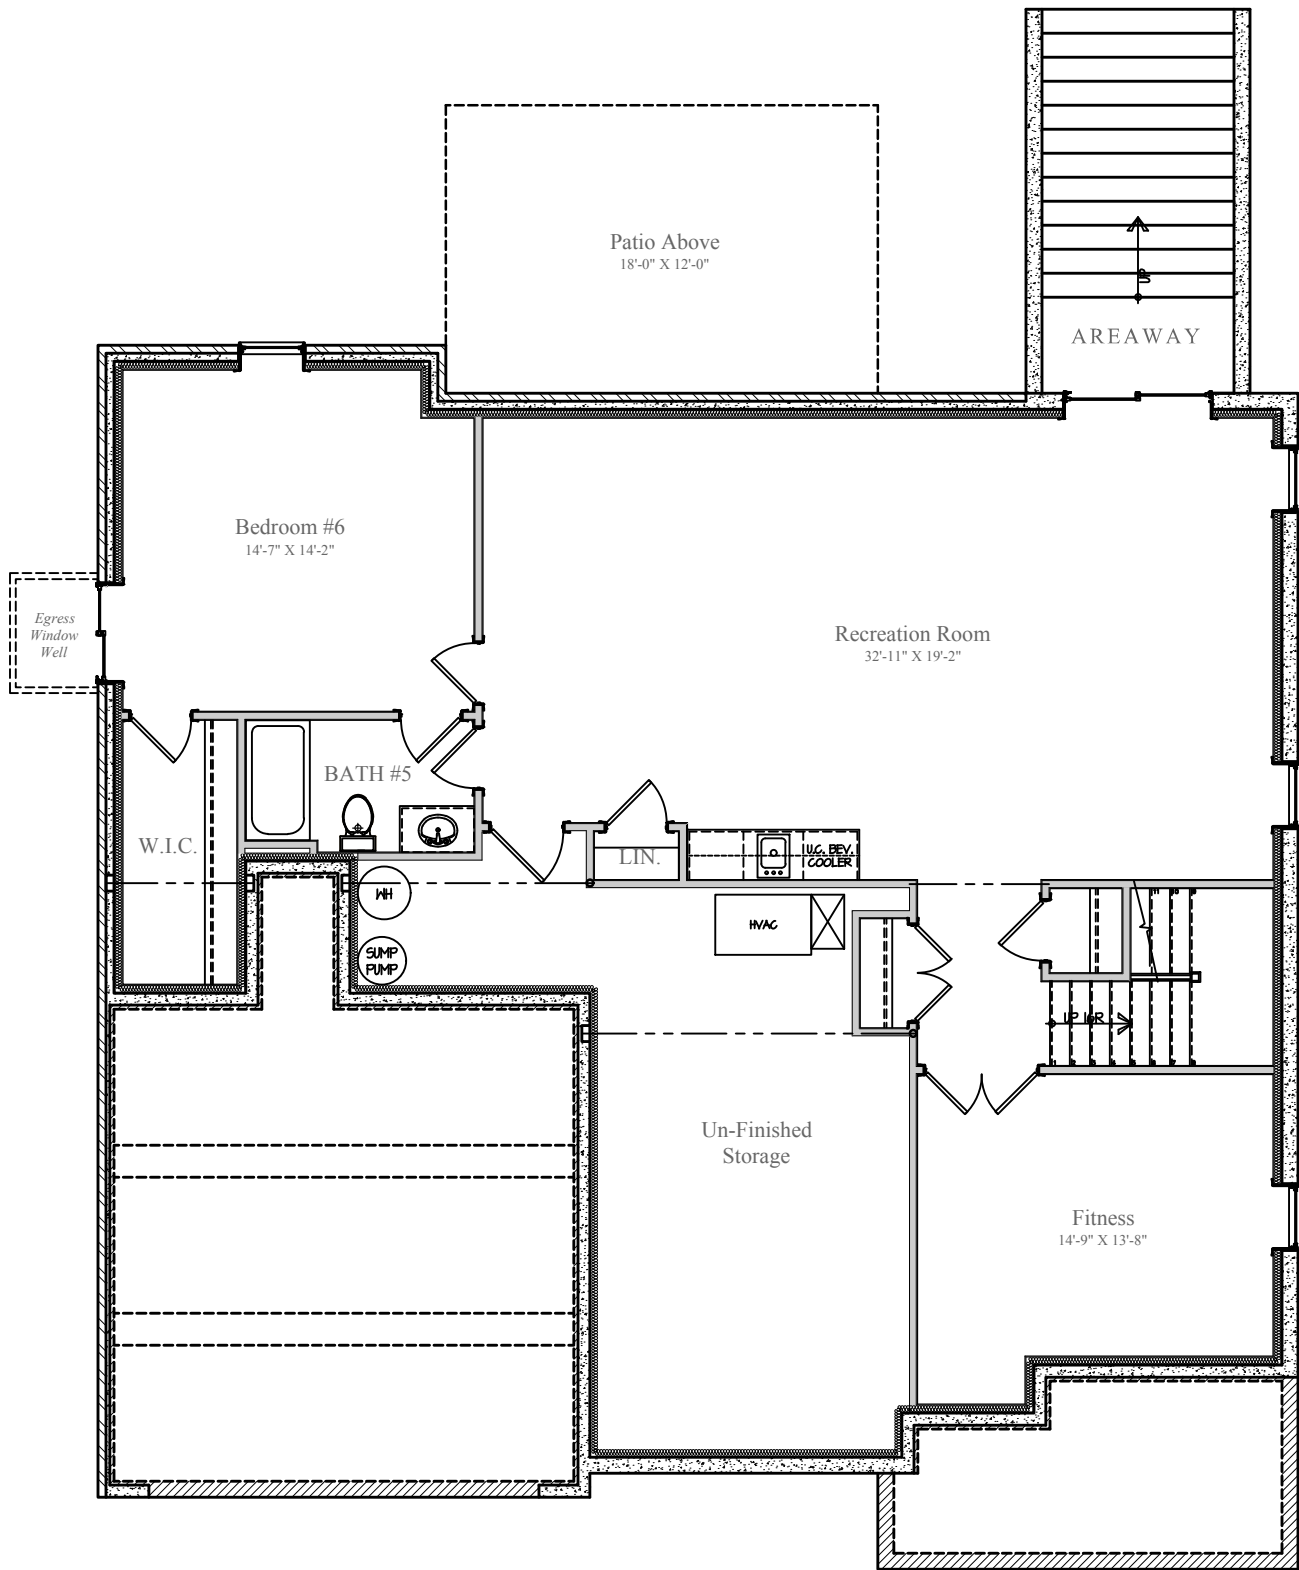 Patio Above
18'-0" X 12'-0"
UP
AREAWAY
Bedroom #6
14'-7" X 14'-2"
Egress
Window
Well
Recreation Room
32'-11" X 19'-2"
BATH #5
W.I.C.
LIN.
U.C. BEV.
COOLER
WH
HVAC
SUMP
PUMP
UP 16R
Un-Finished
Storage
Fitness
14'-9" X 13'-8"